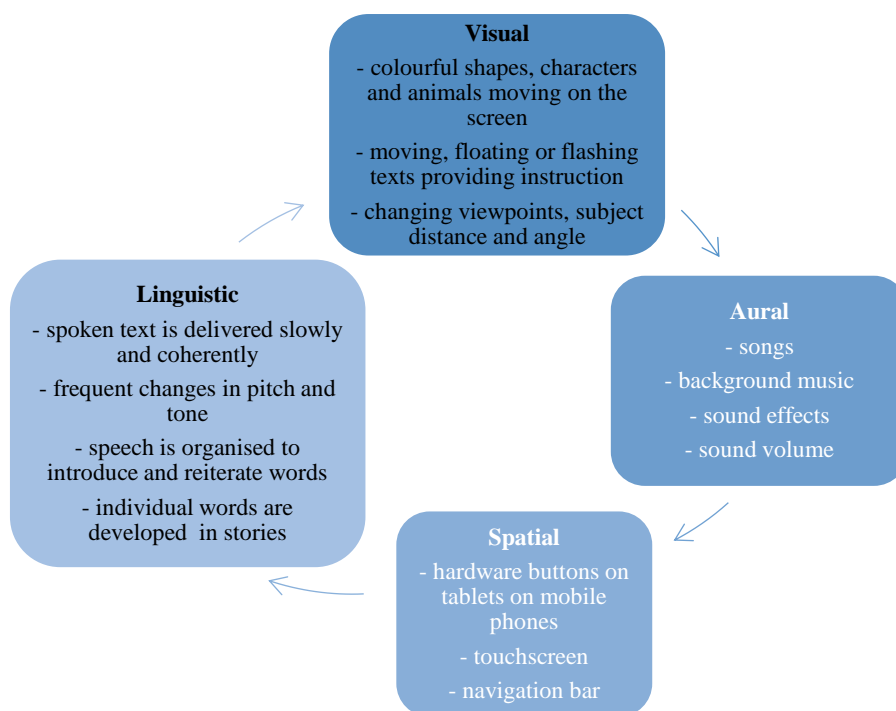 Visual
- colourful shapes, characters
and animals moving on the
screen
- moving, floating or flashing
texts providing instruction
- changing viewpoints, subject
distance and angle
Aural
- songs
- background music
- sound effects
- sound volume
Spatial
- hardware buttons on
tablets on mobile
phones
- touchscreen
- navigation bar
Linguistic
- spoken text is delivered slowly
and coherently
- frequent changes in pitch and
tone
- speech is organised to
introduce and reiterate words
- individual words are
developed in stories